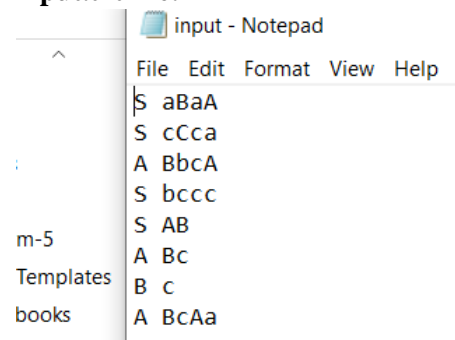 input - Notepad
File Edit Format View Help
S aBaA
S cCca
A BbcA
S bccc
S AB
A Bc
B c
A BcAa
m-5
Templates
books